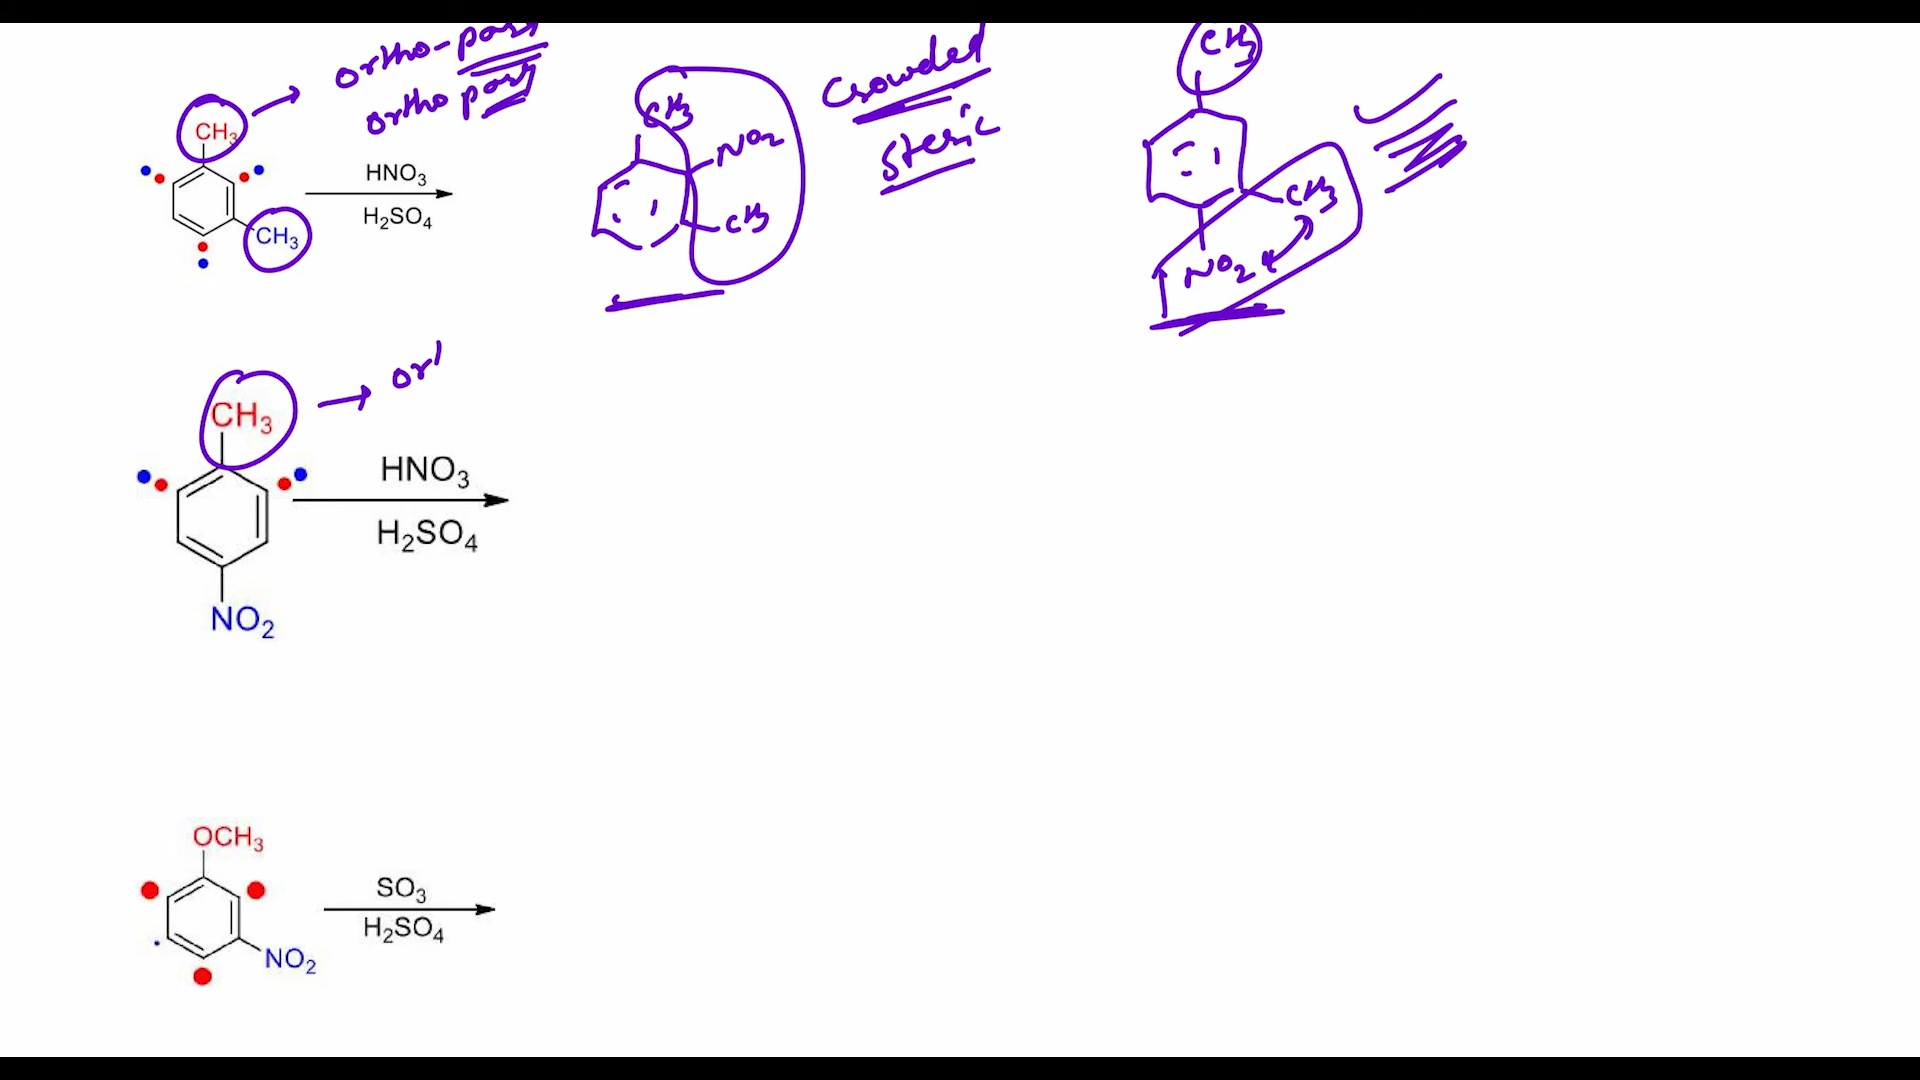 ortho-para
ortho para
CH3
CH3
HNO3
H2SO4
CH3
NO2
CH3
Crowded
Steric
CH3
CH3
NO2
CH3
ort
HNO3
H2SO4
NO2
OCH3
NO2
SO3
H2SO4